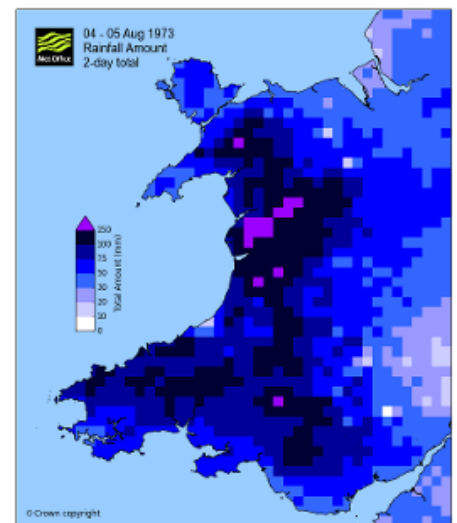 04 - 05 Aug 1973
Rainfall Amount
2-day total
Met Office
150
100
75
50
30
20
10
0
Total Amount (mm)
© Crown copyright